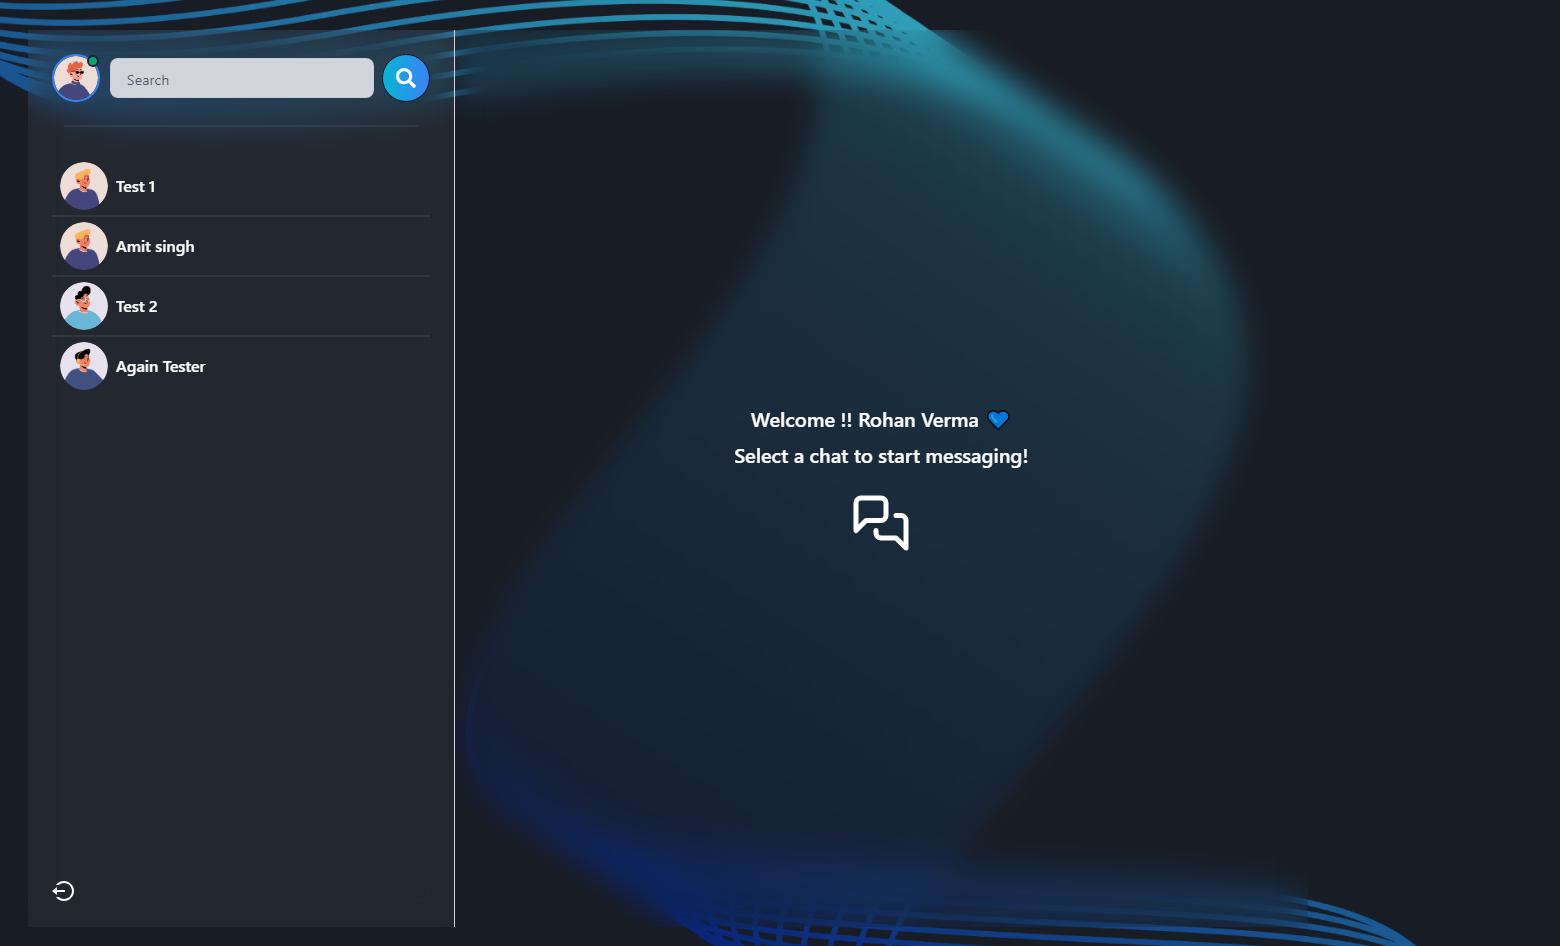 Search
Test 1
Amit singh
Test 2
Again Tester
Welcome !! Rohan Verma 💙
Select a chat to start messaging!